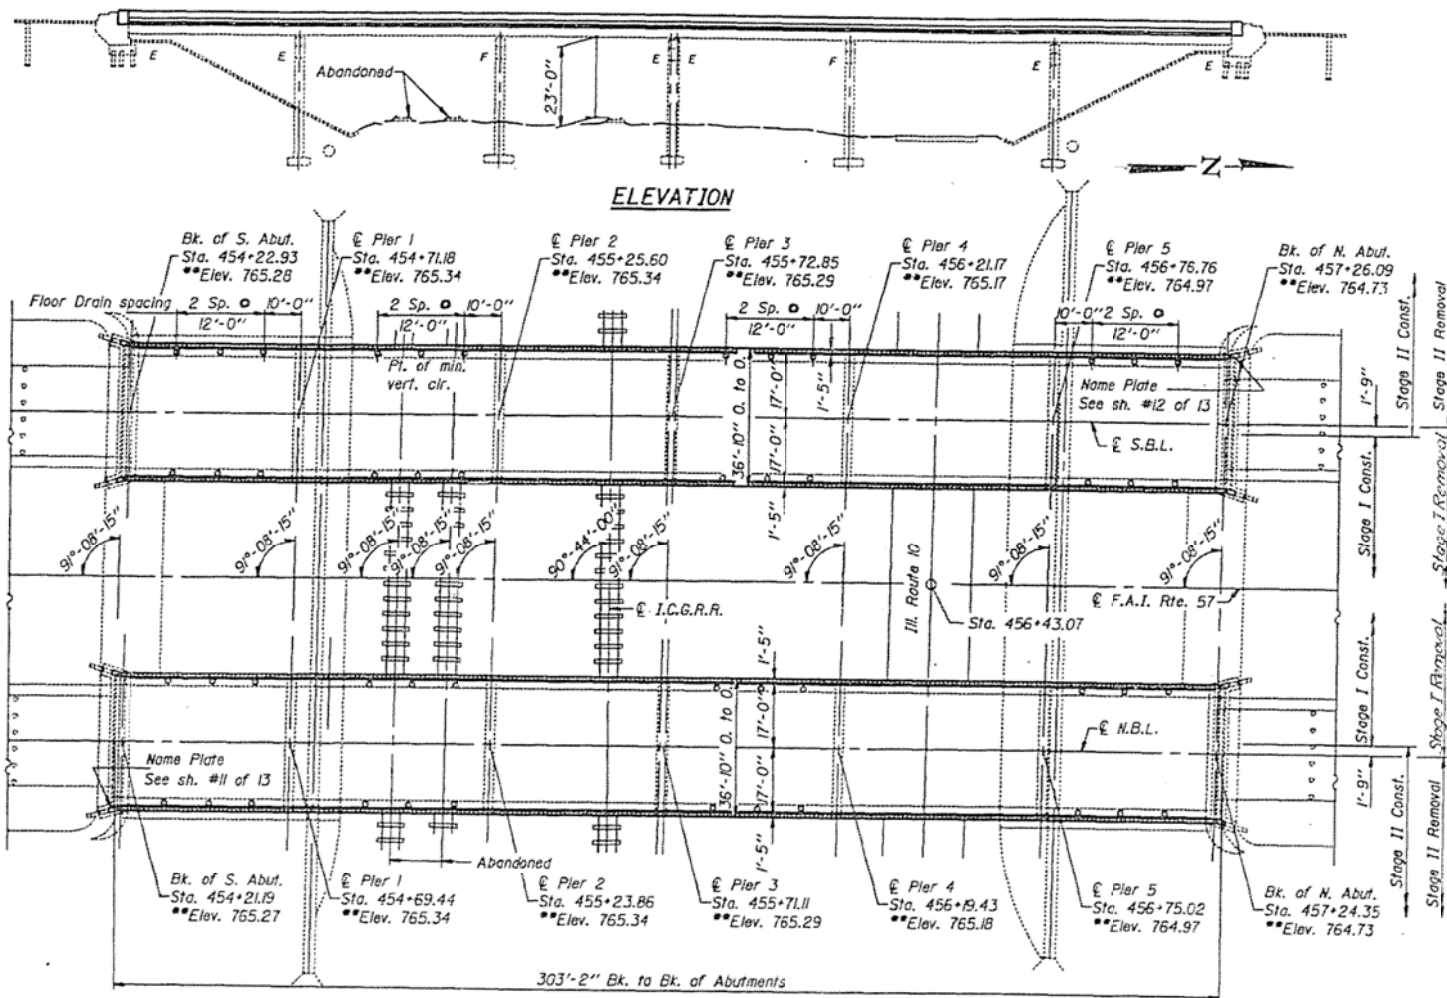 E
E
F
E
E
F
E
E
Abandoned
23'-0"
N
ELEVATION
Bk. of S. Abut.
Sta. 454+22.93
**Elev. 765.28
℄ Pier 1
Sta. 454+71.18
**Elev. 765.34
℄ Pier 2
Sta. 455+25.60
**Elev. 765.34
℄ Pier 3
Sta. 455+72.85
**Elev. 765.29
℄ Pier 4
Sta. 456+21.17
**Elev. 765.17
℄ Pier 5
Sta. 456+76.76
**Elev. 764.97
Bk. of N. Abut.
Sta. 457+26.09
**Elev. 764.73
Floor Drain spacing
2 Sp. @
12'-0"
10'-0"
2 Sp. @
12'-0"
10'-0"
2 Sp. @
12'-0"
10'-0"
10'-0"
2 Sp. @
12'-0"
Pt. of min.
vert. clr.
36'-10" O. to O.
17'-0"
17'-0"
1'-5"
1'-5"
Name Plate
See sh. #12 of 13
℄ S.B.L.
1'-9"
Stage II Const.
Stage II Removal
Stage I Const.
Stage I Removal
91°-08'-15"
91°-08'-15"
91°-08'-15"
91°-08'-15"
91°-08'-15"
90°-44'-00"
91°-08'-15"
91°-08'-15"
91°-08'-15"
91°-08'-15"
℄ I.C.G.R.R.
Ill. Route 10
Sta. 456+43.07
℄ F.A.I. Rte. 57
1'-5"
36'-10" O. to O.
17'-0"
17'-0"
1'-5"
℄ N.B.L.
Stage I Const.
Stage I Removal
1'-9"
Stage II Const.
Stage II Removal
Name Plate
See sh. #11 of 13
Abandoned
Bk. of S. Abut.
Sta. 454+21.19
**Elev. 765.27
℄ Pier 1
Sta. 454+69.44
**Elev. 765.34
℄ Pier 2
Sta. 455+23.86
**Elev. 765.34
℄ Pier 3
Sta. 455+71.11
**Elev. 765.29
℄ Pier 4
Sta. 456+19.43
**Elev. 765.18
℄ Pier 5
Sta. 456+75.02
**Elev. 764.97
Bk. of N. Abut.
Sta. 457+24.35
**Elev. 764.73
303'-2" Bk. to Bk. of Abutments